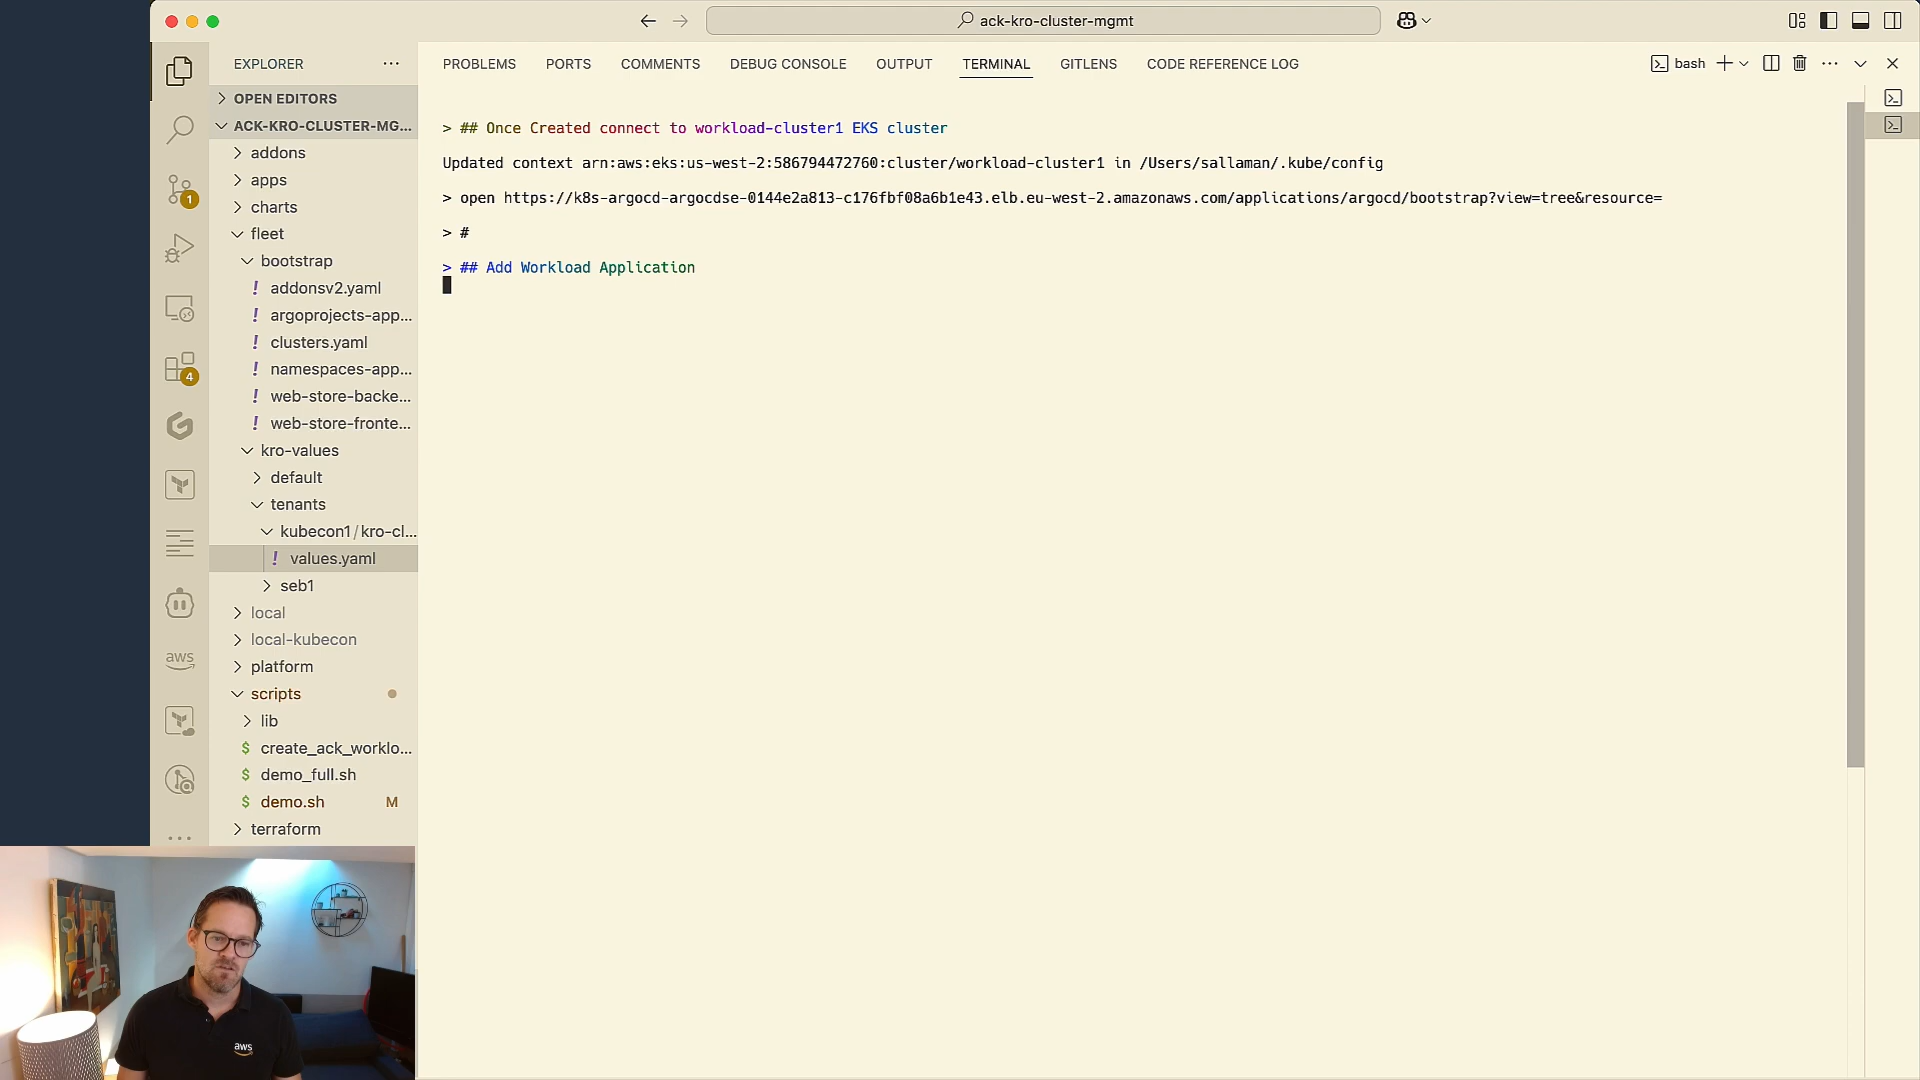 ack-kro-cluster-mgmt
EXPLORER
PROBLEMS PORTS COMMENTS DEBUG CONSOLE OUTPUT TERMINAL GITLENS CODE REFERENCE LOG
bash
OPEN EDITORS
ACK-KRO-CLUSTER-MG...
addons
apps
charts
fleet
bootstrap
! addonsv2.yaml
! argoprojects-app...
! clusters.yaml
! namespaces-app...
! web-store-backe...
! web-store-fronte...
kro-values
default
tenants
kubecon1/kro-cl...
! values.yaml
seb1
local
local-kubecon
platform
scripts
lib
$ create_ack_worklo...
$ demo_full.sh
$ demo.sh M
terraform
1
4
aws
> ## Once Created connect to workload-cluster1 EKS cluster
Updated context arn:aws:eks:us-west-2:586794472760:cluster/workload-cluster1 in /Users/sallaman/.kube/config
> open https://k8s-argocd-argocdse-0144e2a813-c176fbf08a6b1e43.elb.eu-west-2.amazonaws.com/applications/argocd/bootstrap?view=tree&resource=
> #
> ## Add Workload Application
aws